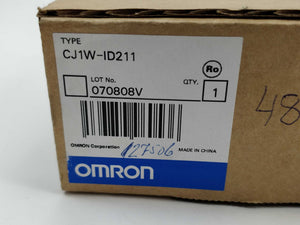 TYPE
CJ1W-ID211
Ro
LOT No.
QTY.
070808V
1
48
OMRON Corporation
127506
MADE IN CHINA
OMRON